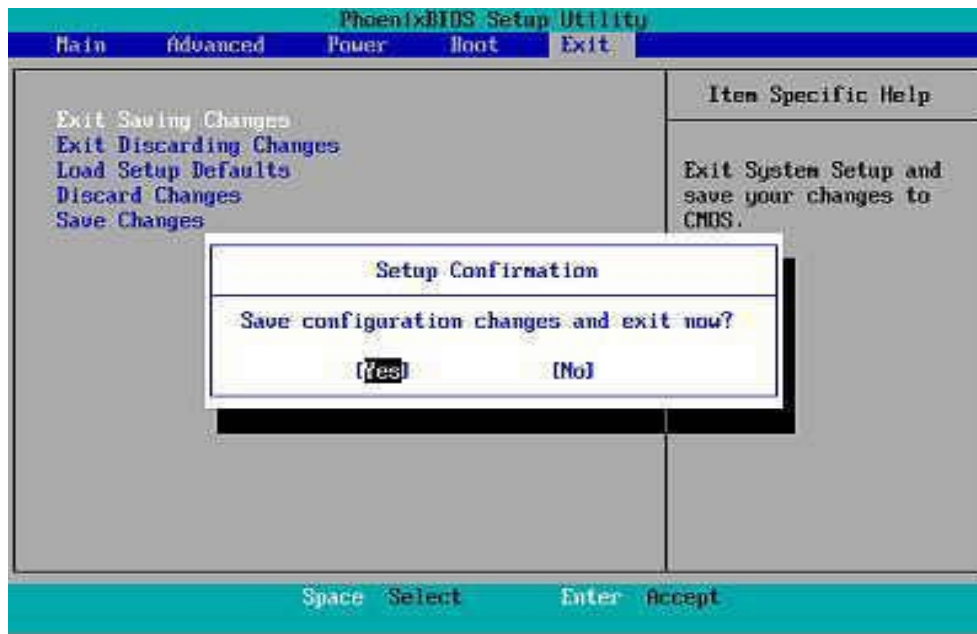 PhoenixBIOS Setup Utility
Main Advanced Power Boot Exit
Item Specific Help
Exit Saving Changes
Exit Discarding Changes
Load Setup Defaults
Discard Changes
Save Changes
Exit System Setup and
save your changes to
CMOS.
Setup Confirmation
Save configuration changes and exit now?
[Yes] [No]
Space Select Enter Accept